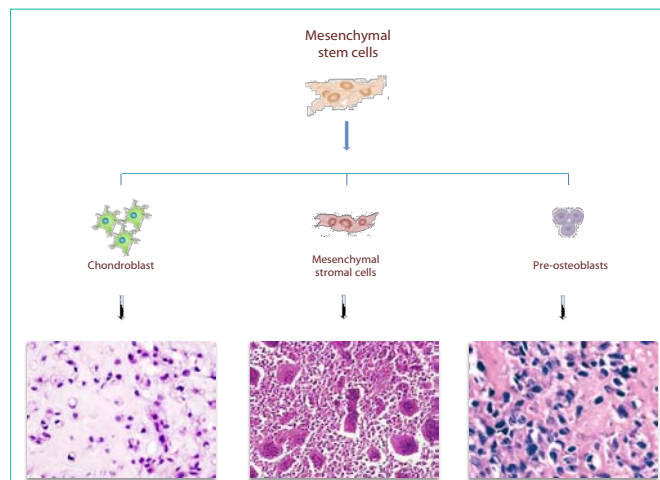 Mesenchymal
stem cells
Chondroblast
Mesenchymal
stromal cells
Pre-osteoblasts